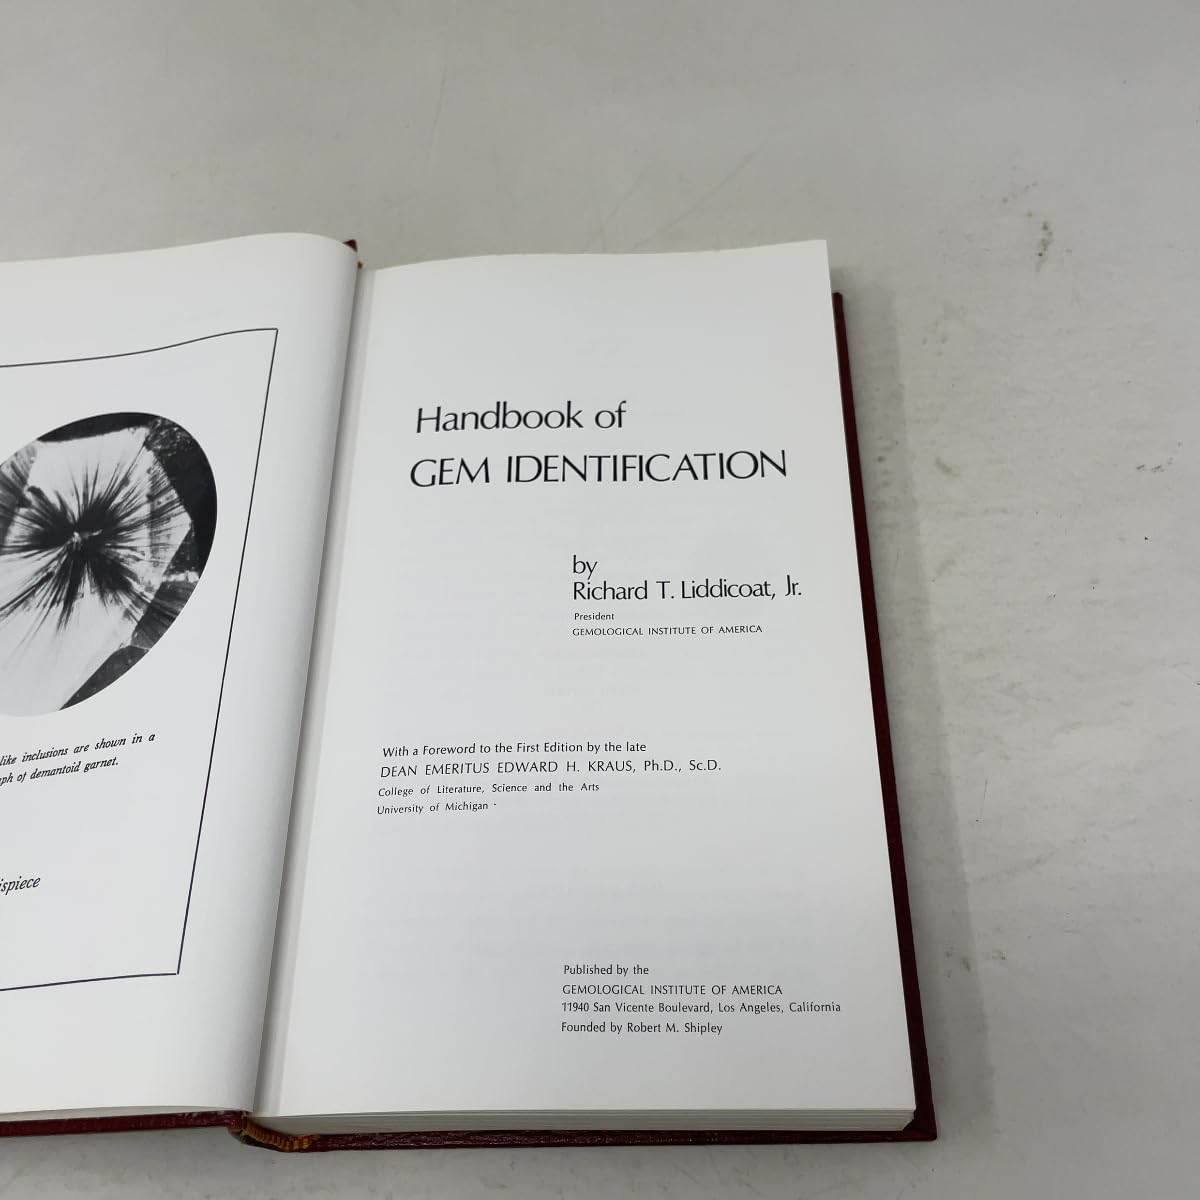 like inclusions are shown in a
of demantoid garnet.
Handbook of
GEM IDENTIFICATION
by
Richard T. Liddicoat, Jr.
President
GEMOLOGICAL INSTITUTE OF AMERICA
With a Foreword to the First Edition by the late
DEAN EMERITUS EDWARD H. KRAUS, Ph.D., Sc.D.
College of Literature, Science and the Arts
University of Michigan
Published by the
GEMOLOGICAL INSTITUTE OF AMERICA
11940 San Vicente Boulevard, Los Angeles, California
Founded by Robert M. Shipley